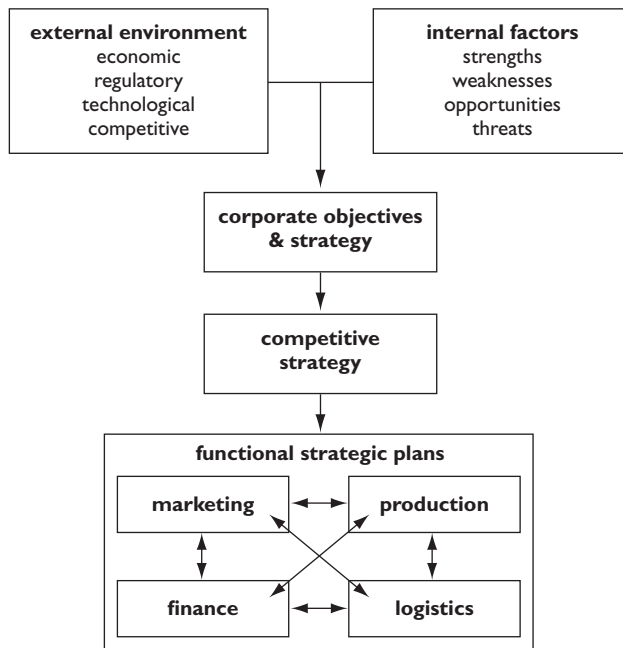 external environment
economic
regulatory
technological
competitive
internal factors
strengths
weaknesses
opportunities
threats
corporate objectives
& strategy
competitive
strategy
functional strategic plans
marketing
production
finance
logistics